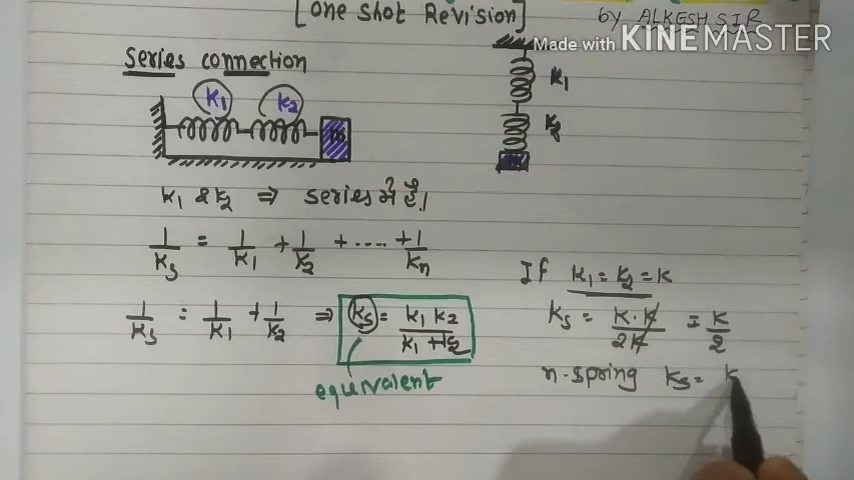 [One Shot Revision]
by ALKESH SIR
Made with KINEMASTER
Series connection
K1 K2
m
K1
K2
K1 & K2 ⇒ series में है।
1/Ks = 1/K1 + 1/K2 + .... + 1/Kn
1/Ks = 1/K1 + 1/K2 ⇒ Ks = K1 K2 / K1 + K2
equivalent
If K1 = K2 = K
Ks = K · K / 2K = K/2
n-spring Ks = K